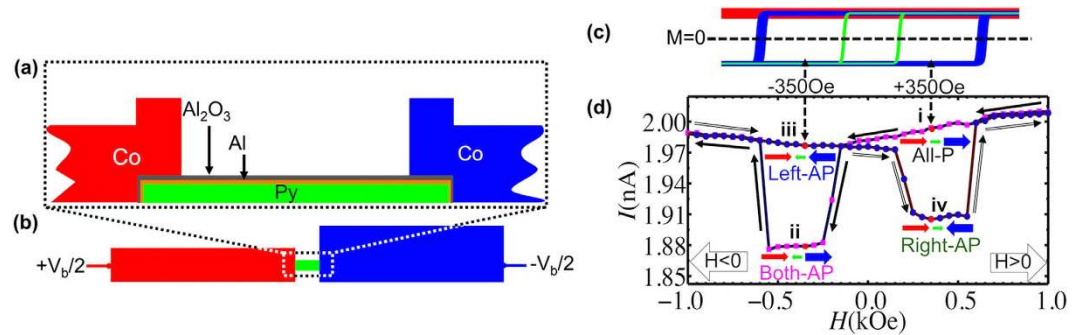 (a)
Al₂O₃
Al
Co
Co
Py
(b)
+V_b/2
-V_b/2
(c)
M=0
-350Oe
+350Oe
(d)
I(nA)
2.00
1.97
1.94
1.91
1.88
1.85
i
All-P
iii
Left-AP
ii
Both-AP
iv
Right-AP
H<0
H>0
-1.0
-0.5
0.0
0.5
1.0
H(kOe)